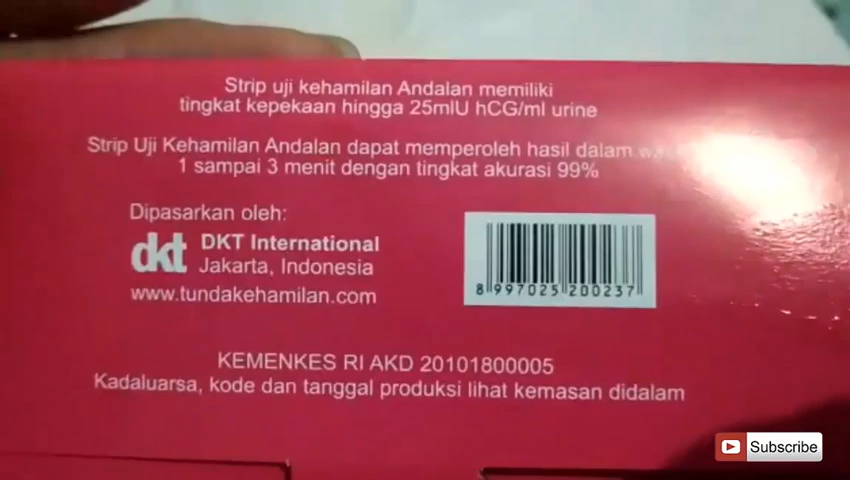 Strip uji kehamilan Andalan memiliki
tingkat kepekaan hingga 25mlU hCG/ml urine
Strip Uji Kehamilan Andalan dapat memperoleh hasil dalam
1 sampai 3 menit dengan tingkat akurasi 99%
Dipasarkan oleh:
dkt DKT International
Jakarta, Indonesia
www.tundakehamilan.com
8 997025 200237
KEMENKES RI AKD 20101800005
Kadaluarsa, kode dan tanggal produksi lihat kemasan didalam
Subscribe